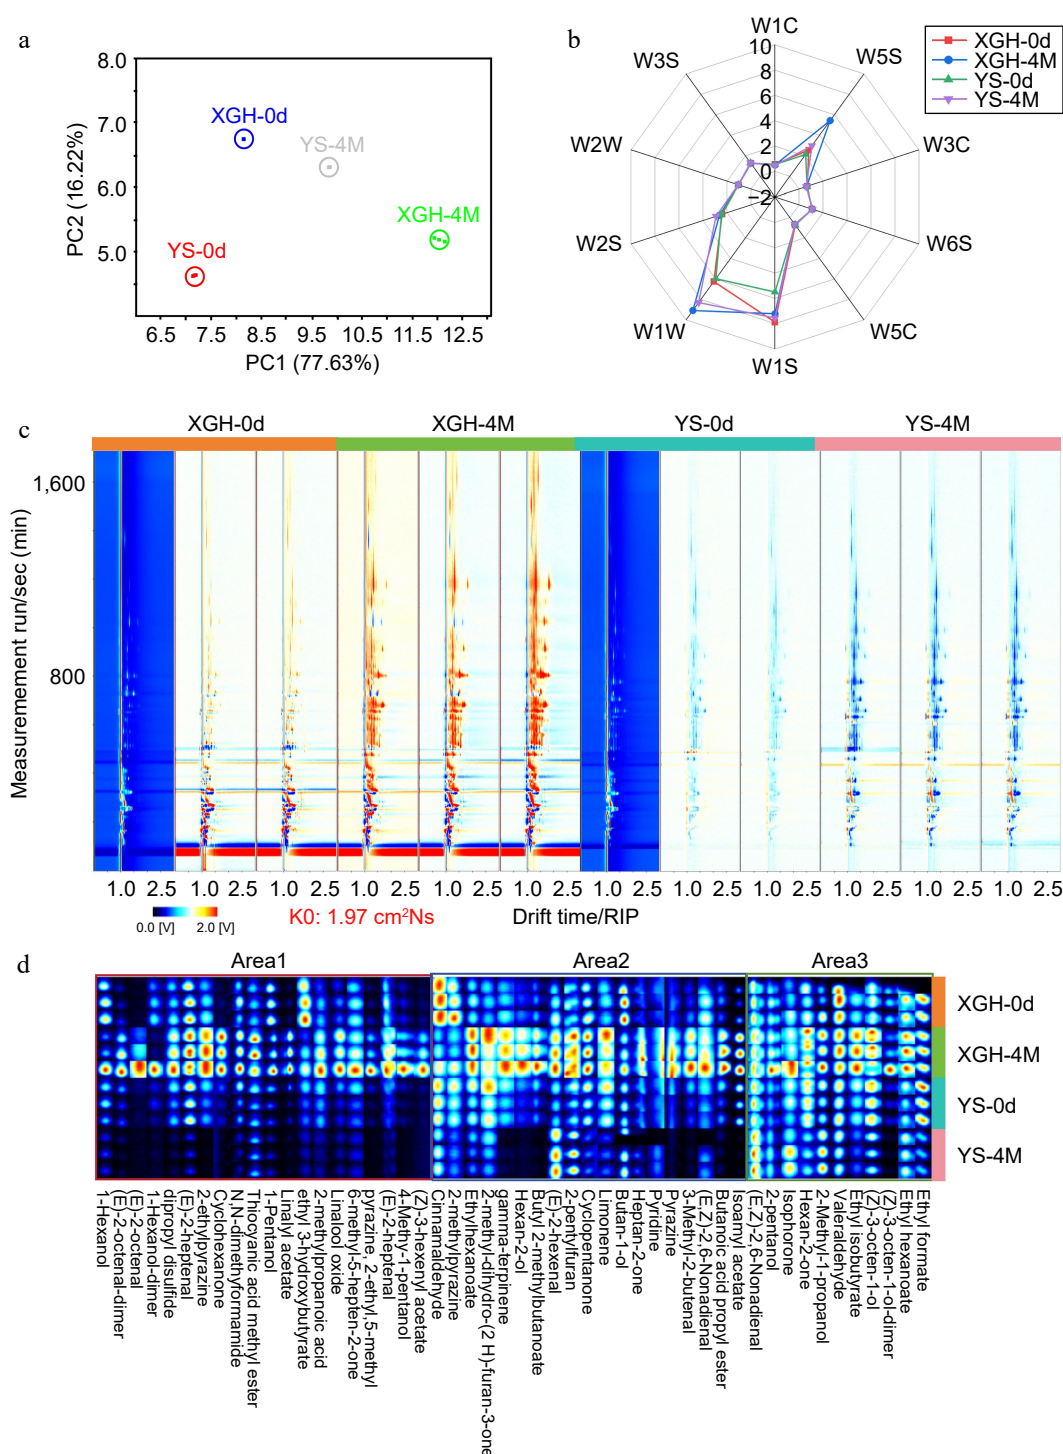 a
8.0
7.0
6.0
5.0
PC2 (16.22%)
XGH-0d
YS-4M
XGH-4M
YS-0d
6.5 7.5 8.5 9.5 10.5 11.5 12.5
PC1 (77.63%)
b
W1C
W5S
W3C
W6S
W5C
W1S
W1W
W2S
W2W
W3S
10
8
6
4
2
0
−2
XGH-0d
XGH-4M
YS-0d
YS-4M
c
XGH-0d XGH-4M YS-0d YS-4M
Measurement run/sec (min)
1,600
800
1.0 2.5 1.0 2.5 1.0 2.5 1.0 2.5 1.0 2.5 1.0 2.5 1.0 2.5 1.0 2.5 1.0 2.5 1.0 2.5 1.0 2.5 1.0 2.5
0.0 [V] 2.0 [V]
K0: 1.97 cm²Ns
Drift time/RIP
d
Area1 Area2 Area3
XGH-0d
XGH-4M
YS-0d
YS-4M
1-Hexanol
(E)-2-octenal-dimer
(E)-2-octenal
1-Hexanol-dimer
dipropyl disulfide
(E)-2-heptenal
2-ethylpyrazine
Cyclohexanone
N,N-dimethyformamide
Thiocyanic acid methyl ester
1-Pentanol
Linalyl acetate
ethyl 3-hydroxybutyrate
2-methylpropanoic acid
Linalool oxide
6-methyl-5-hepten-2-one
pyrazine, 2-ethyl,5-methyl
(E)-2-heptenal
4-Methy-1-pentanol
(Z)-3-hexenyl acetate
Cinnamaldehyde
2-methylpyrazine
Ethylhexanoate
2-methyl-dihydro-(2 H)-furan-3-one
gamma-terpinene
Hexan-2-ol
Butyl 2-methylbutanoate
(E)-2-hexenal
2-pentylfuran
Cyclopentanone
Limonene
Butan-1-ol
Heptan-2-one
Pyridine
Pyrazine
3-Methyl-2-butenal
(E,Z)-2,6-Nonadienal
Butanoic acid propyl ester
Isoamyl acetate
(E,Z)-2,6-Nonadienal
2-pentanol
Isophorone
Hexan-2-one
2-Methyl-1-propanol
Valeraldehyde
Ethyl isobutyrate
(Z)-3-octen-1-ol
(Z)-3-octen-1-ol-dimer
Ethyl hexanoate
Ethyl formate